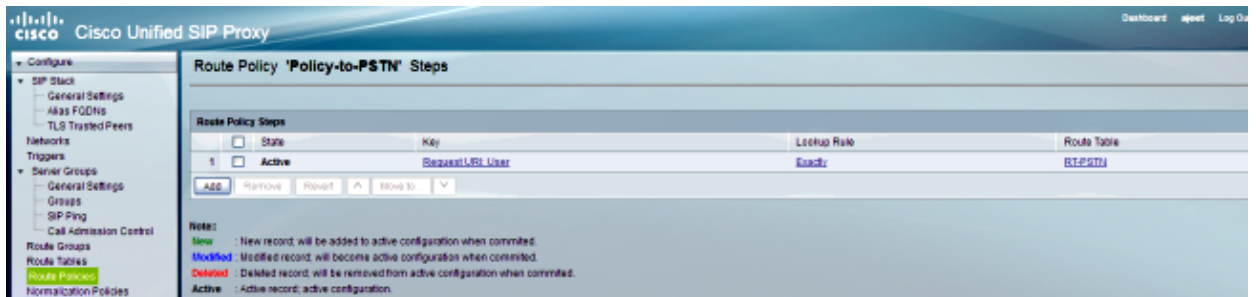 cisco Cisco Unified SIP Proxy
Dashboard ajeet Log Ou
Configure
SIP Stack
General Settings
Alias FQDNs
TLS Trusted Peers
Networks
Triggers
Server Groups
General Settings
Groups
SIP Ping
Call Admission Control
Route Groups
Route Tables
Route Policies
Normalization Policies
Route Policy 'Policy-to-PSTN' Steps
Route Policy Steps
State Key Lookup Rule Route Table
1 Active Request URI: User Exactly RT-PSTN
Add Remove Revert Move to...
Note::
New : New record; will be added to active configuration when commited.
Modified : Modified record; will become active configuration when commited.
Deleted : Deleted record; will be removed from active configuration when commited.
Active : Active record; active configuration.